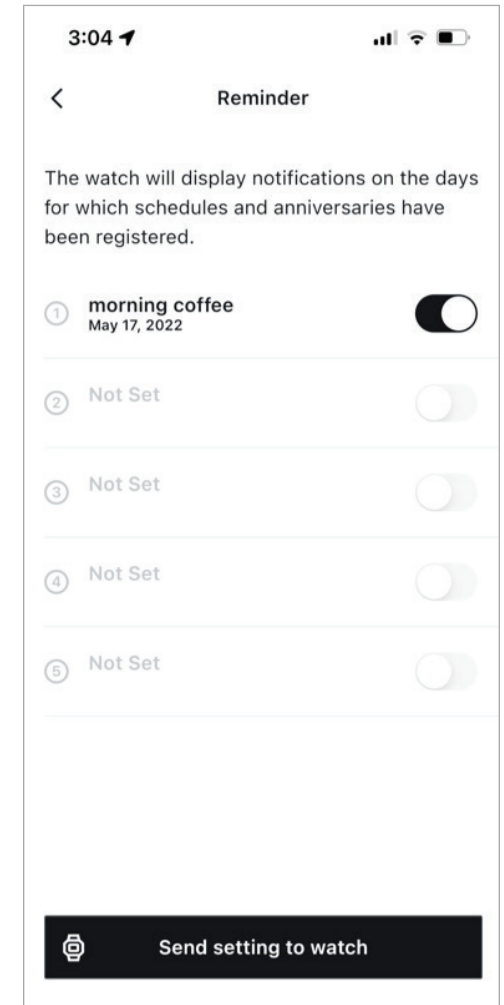 3:04
Reminder
The watch will display notifications on the days
for which schedules and anniversaries have
been registered.
1 morning coffee
May 17, 2022
2 Not Set
3 Not Set
4 Not Set
5 Not Set
Send setting to watch